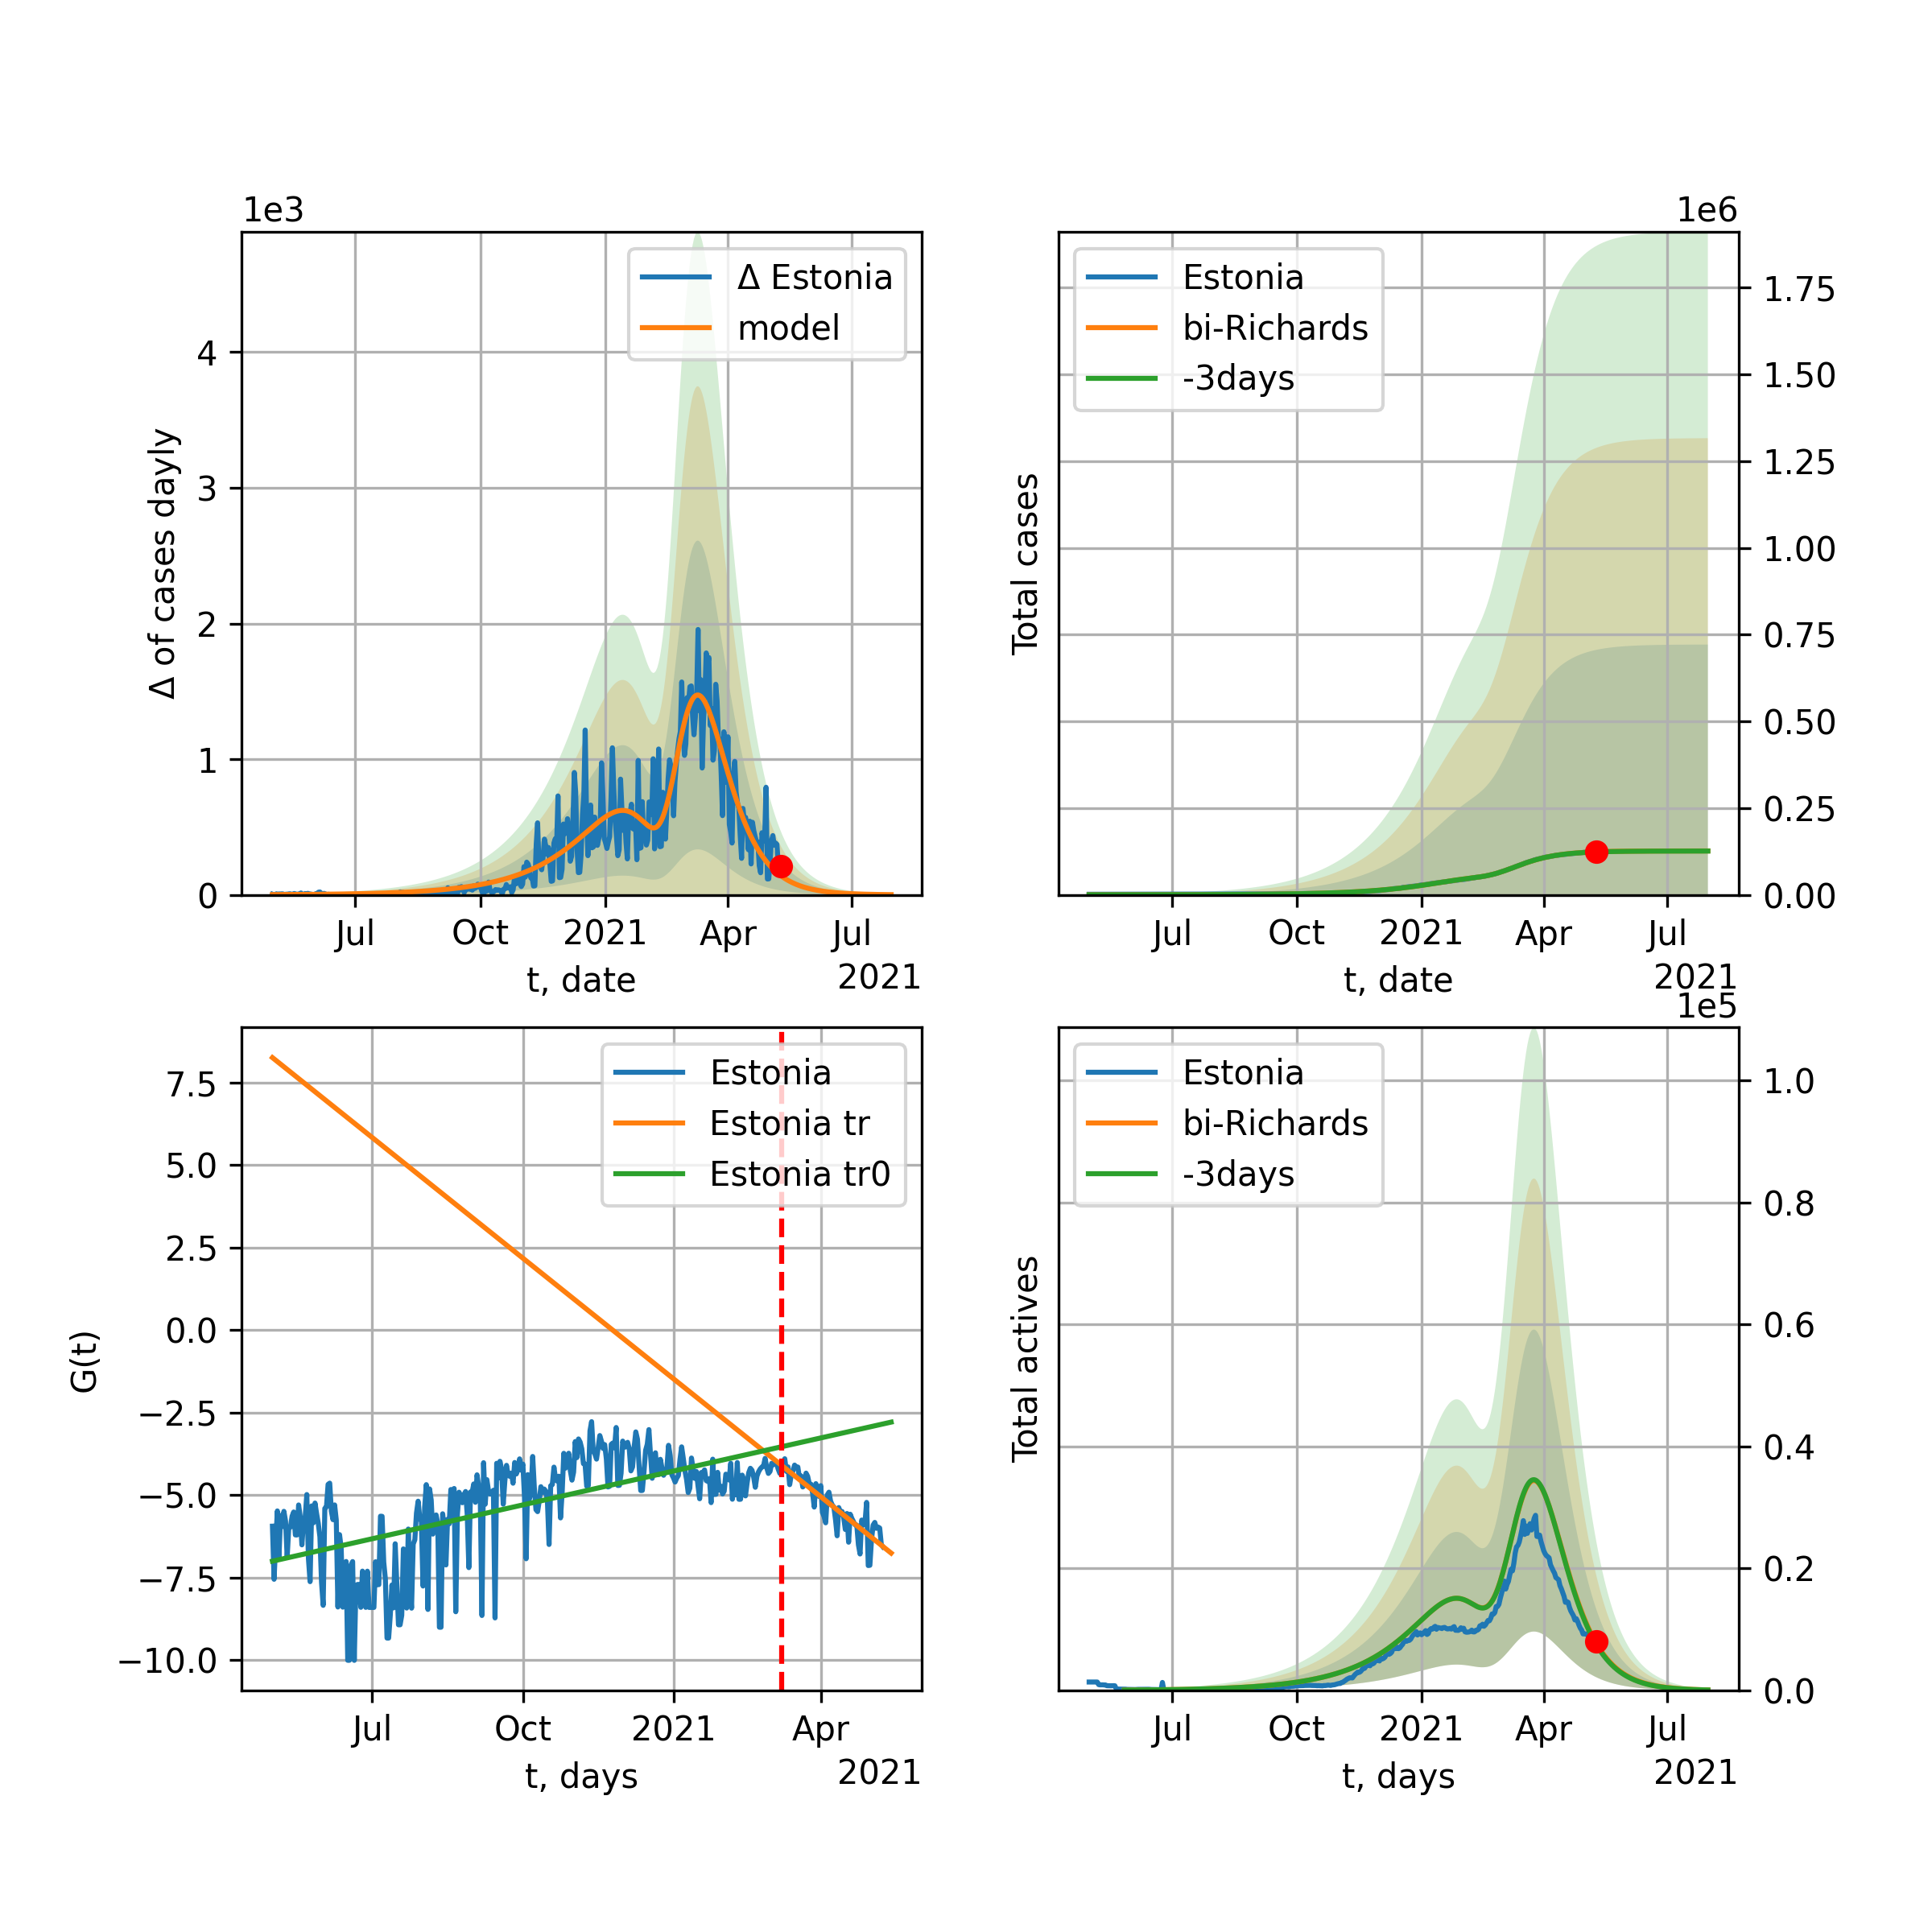 1e3
Δ Estonia
model
4
3
2
1
0
Δ of cases dayly
Jul
Oct
2021
Apr
Jul
t, date
2021
1e6
Estonia
bi-Richards
-3days
1.75
1.50
1.25
1.00
0.75
0.50
0.25
0.00
Total cases
Jul
Oct
2021
Apr
Jul
t, date
2021
Estonia
Estonia tr
Estonia tr0
7.5
5.0
2.5
0.0
−2.5
−5.0
−7.5
−10.0
G(t)
Jul
Oct
2021
Apr
t, days
2021
1e5
Estonia
bi-Richards
-3days
1.0
0.8
0.6
0.4
0.2
0.0
Total actives
Jul
Oct
2021
Apr
Jul
t, days
2021